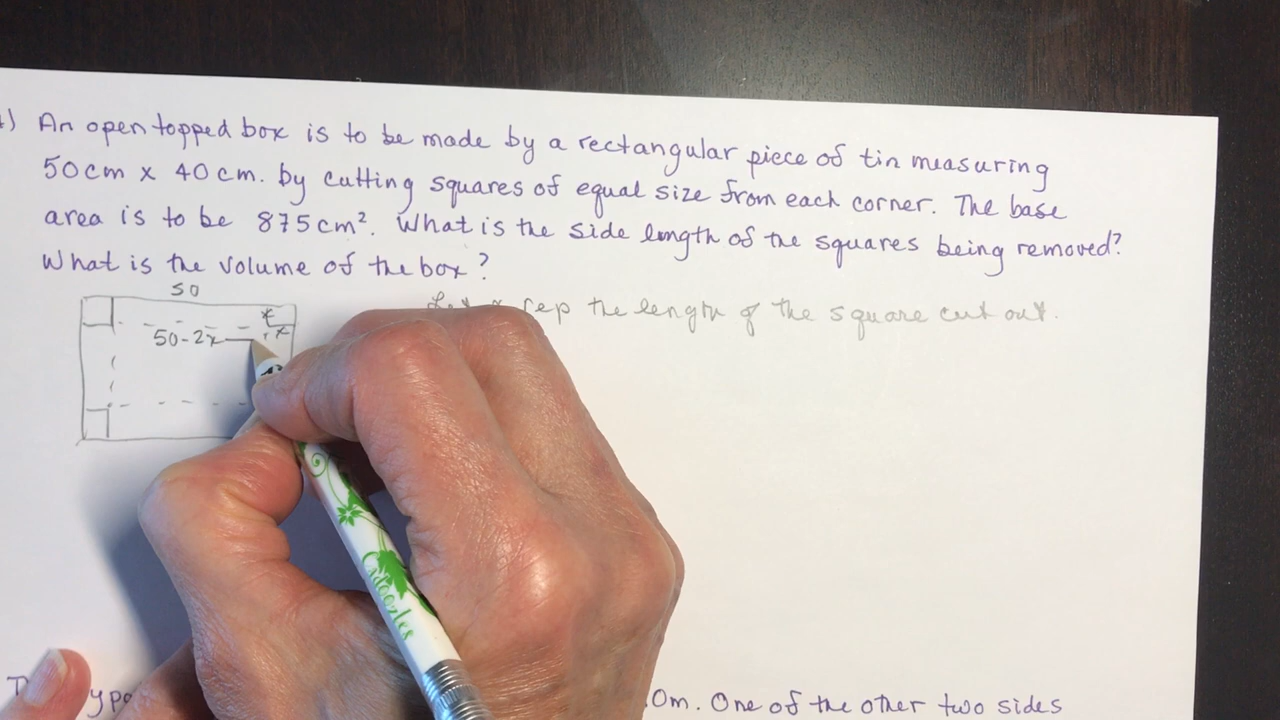 An open topped box is to be made by a rectangular piece of tin measuring
50cm x 40cm. by cutting squares of equal size from each corner. The base
area is to be 875cm². What is the side length of the squares being removed?
What is the volume of the box?
50
rep the length of the square cut out.
x
x
50-2x
Cadoozles
0m. One of the other two sides